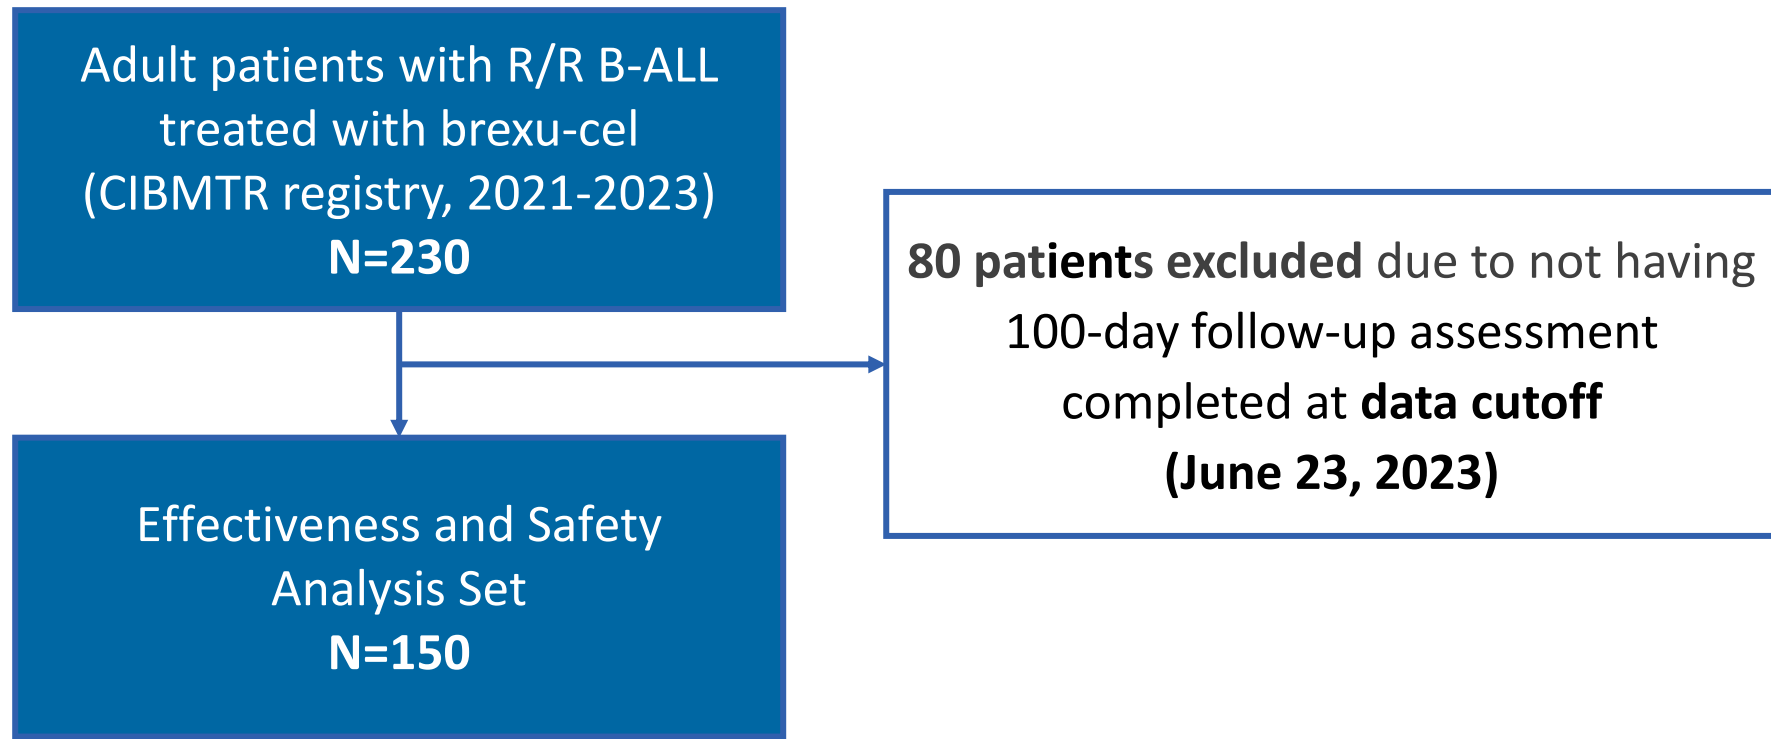 Adult patients with R/R B-ALL
treated with brexu-cel
(CIBMTR registry, 2021-2023)
N=230
80 patients excluded due to not having
100-day follow-up assessment
completed at data cutoff
(June 23, 2023)
Effectiveness and Safety
Analysis Set
N=150